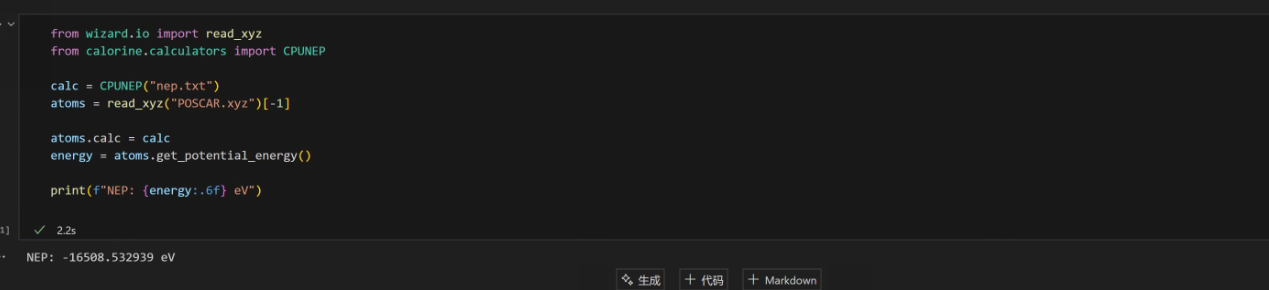 from wizard.io import read_xyz
from calorine.calculators import CPUNEP
calc = CPUNEP("nep.txt")
atoms = read_xyz("POSCAR.xyz")[-1]
atoms.calc = calc
energy = atoms.get_potential_energy()
print(f"NEP: {energy:.6f} eV")
1]
2.2s
NEP: -16508.532939 eV
生成 代码 Markdown